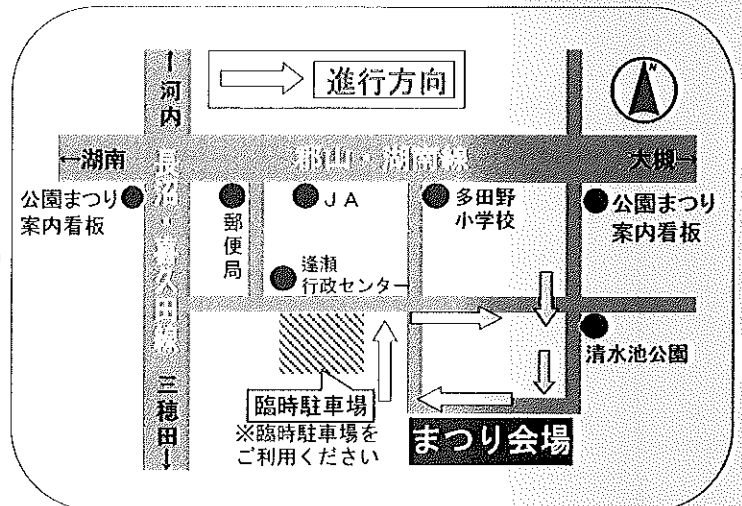 進行方向
N
↑河内
長沼・喜久田線
三穂田↓
←湖南
郡山・湖南線
大槻→
公園まつり
案内看板
郵便局
JA
多田野
小学校
公園まつり
案内看板
逢瀬
行政センター
清水池公園
臨時駐車場
※臨時駐車場を
ご利用ください
まつり会場